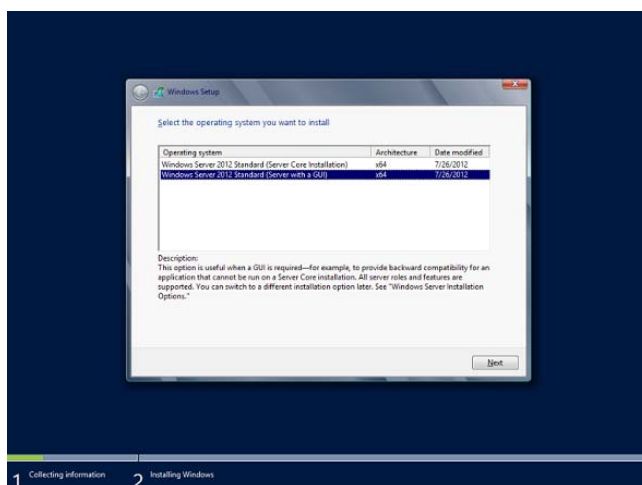 Windows Setup
Select the operating system you want to install
Operating system Architecture Date modified
Windows Server 2012 Standard (Server Core Installation) x64 7/26/2012
Windows Server 2012 Standard (Server with a GUI) x64 7/26/2012
Description:
This option is useful when a GUI is required—for example, to provide backward compatibility for an
application that cannot be run on a Server Core installation. All server roles and features are
supported. You can switch to a different installation option later. See "Windows Server Installation
Options."
Next
1 Collecting information 2 Installing Windows